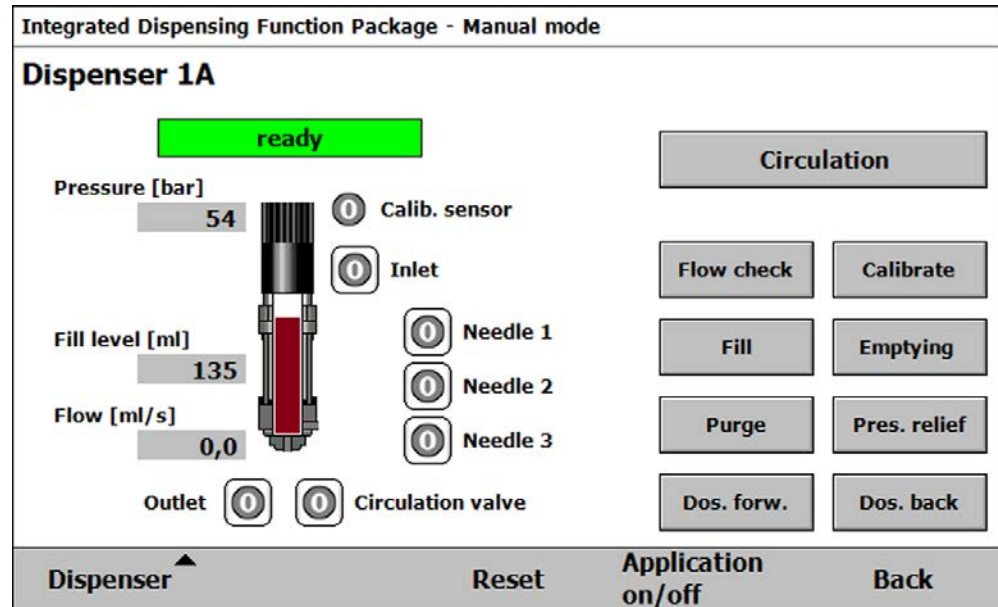 Integrated Dispensing Function Package - Manual mode
Dispenser 1A
ready
Circulation
Pressure [bar]
54
0 Calib. sensor
0 Inlet
Flow check Calibrate
0 Needle 1
Fill level [ml]
135
Fill Emptying
0 Needle 2
Flow [ml/s]
0,0
0 Needle 3
Purge Pres. relief
Outlet 0 0 Circulation valve
Dos. forw. Dos. back
Dispenser Reset Application on/off Back